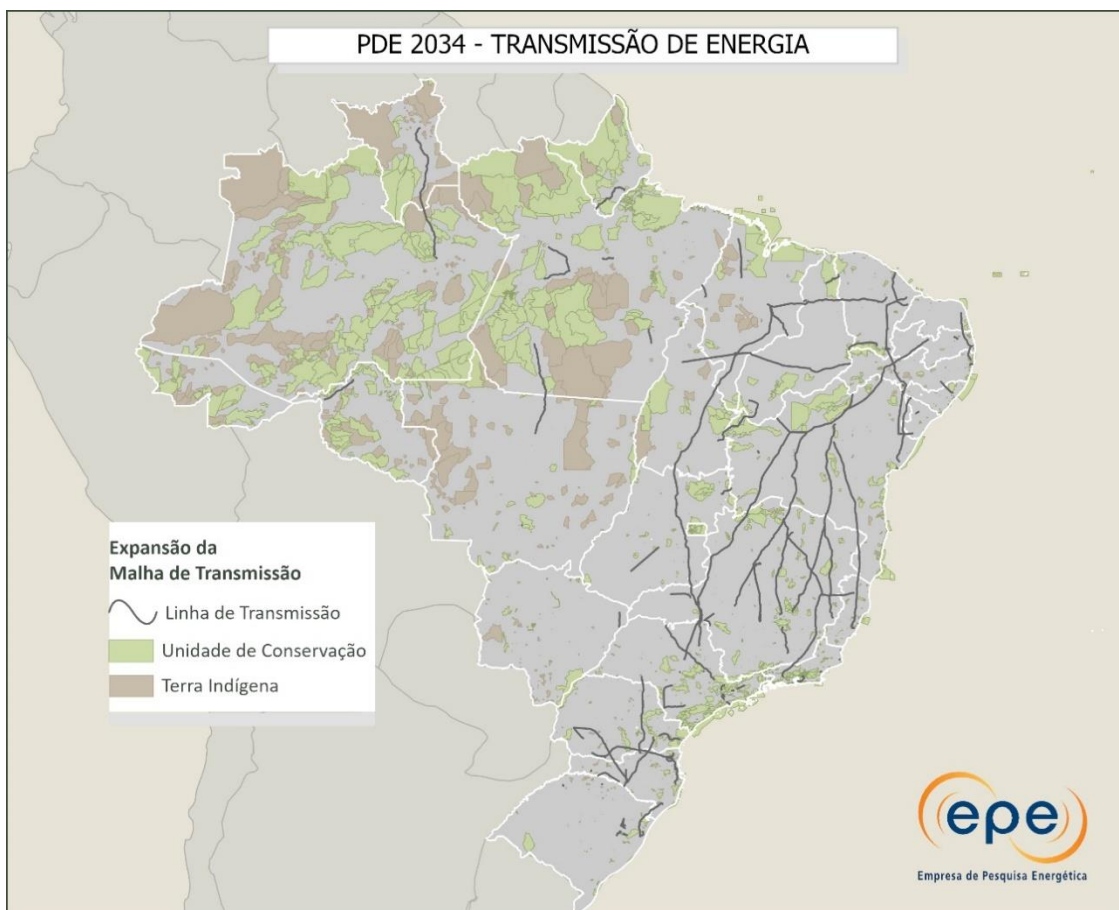 PDE 2034 - TRANSMISSÃO DE ENERGIA
Expansão da
Malha de Transmissão
Linha de Transmissão
Unidade de Conservação
Terra Indígena
epe
Empresa de Pesquisa Energética